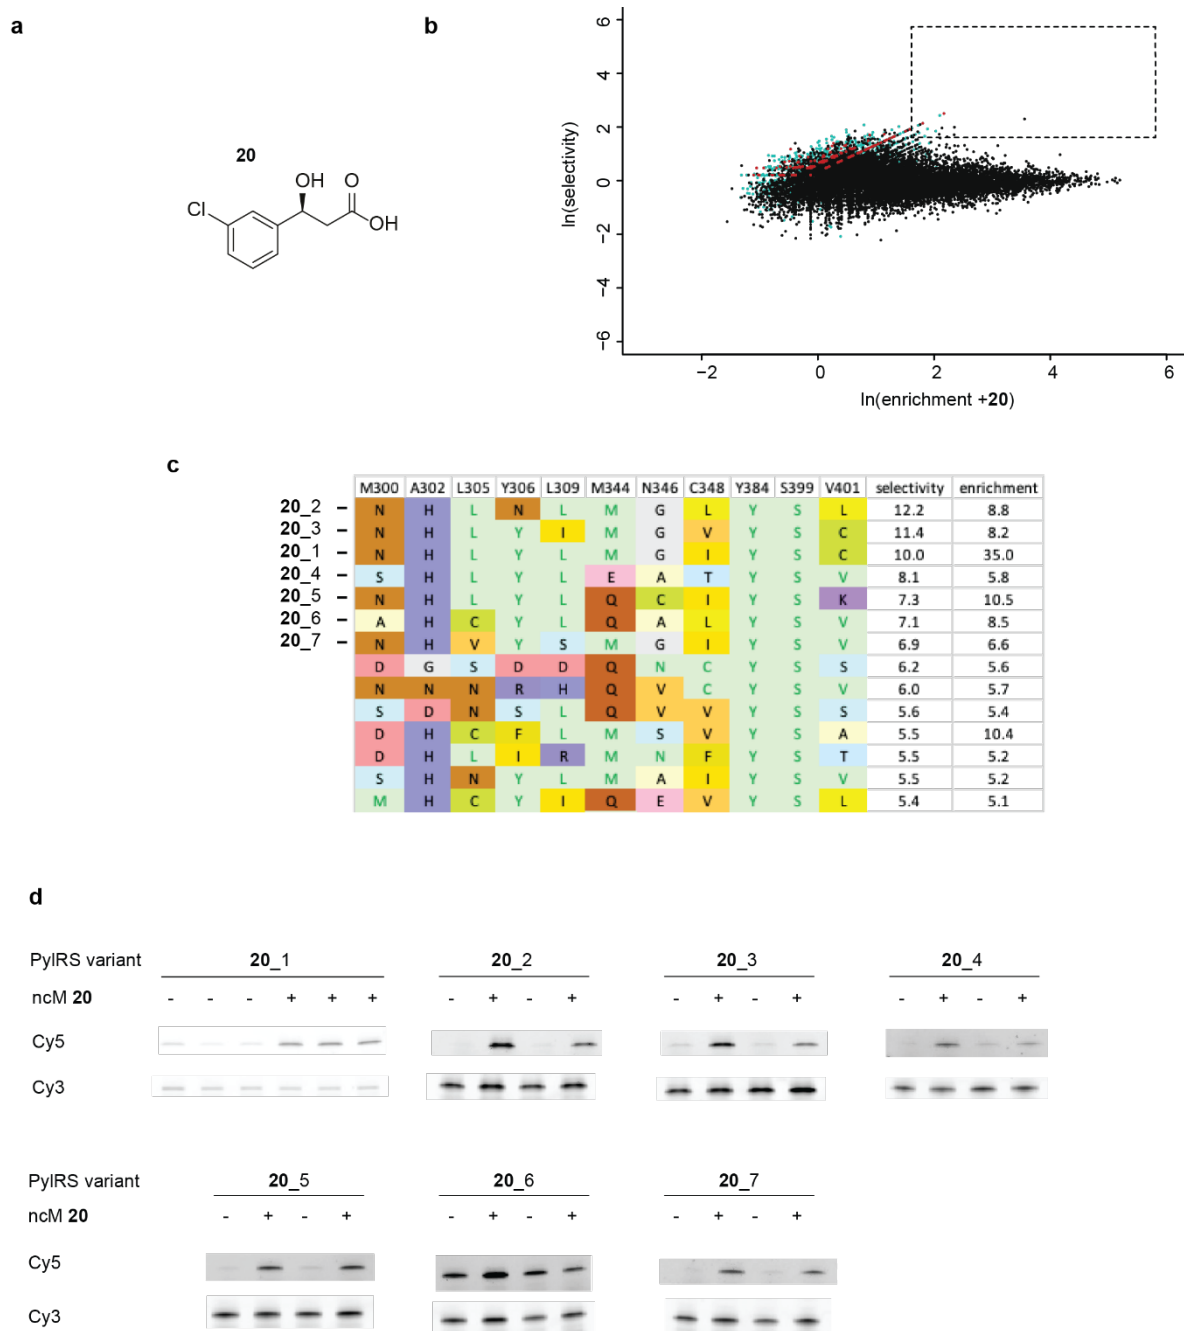 a
20
OH
O
Cl
OH
b
6
4
2
0
−2
−4
−6
ln(selectivity)
−2 0 2 4 6
ln(enrichment +20)
c
M300 A302 L305 Y306 L309 M344 N346 C348 Y384 S399 V401 selectivity enrichment
20_2 – N H L N L M G L Y S L 12.2 8.8
20_3 – N H L Y I M G V Y S C 11.4 8.2
20_1 – N H L Y L M G I Y S C 10.0 35.0
20_4 – S H L Y L E A T Y S V 8.1 5.8
20_5 – N H L Y L Q C I Y S K 7.3 10.5
20_6 – A H C Y L Q A L Y S V 7.1 8.5
20_7 – N H V Y S M G I Y S V 6.9 6.6
D G S D D Q N C Y S S 6.2 5.6
N N N R H Q V C Y S V 6.0 5.7
S D N S L Q V V Y S S 5.6 5.4
D H C F L M S V Y S A 5.5 10.4
D H L I R M N F Y S T 5.5 5.2
S H N Y L M A I Y S V 5.5 5.2
M H C Y I Q E V Y S L 5.4 5.1
d
PylRS variant 20_1 20_2 20_3 20_4
ncM 20 - - - + + + - + - + - + - + - + - +
Cy5
Cy3
PylRS variant 20_5 20_6 20_7
ncM 20 - + - + - + - + - + - +
Cy5
Cy3